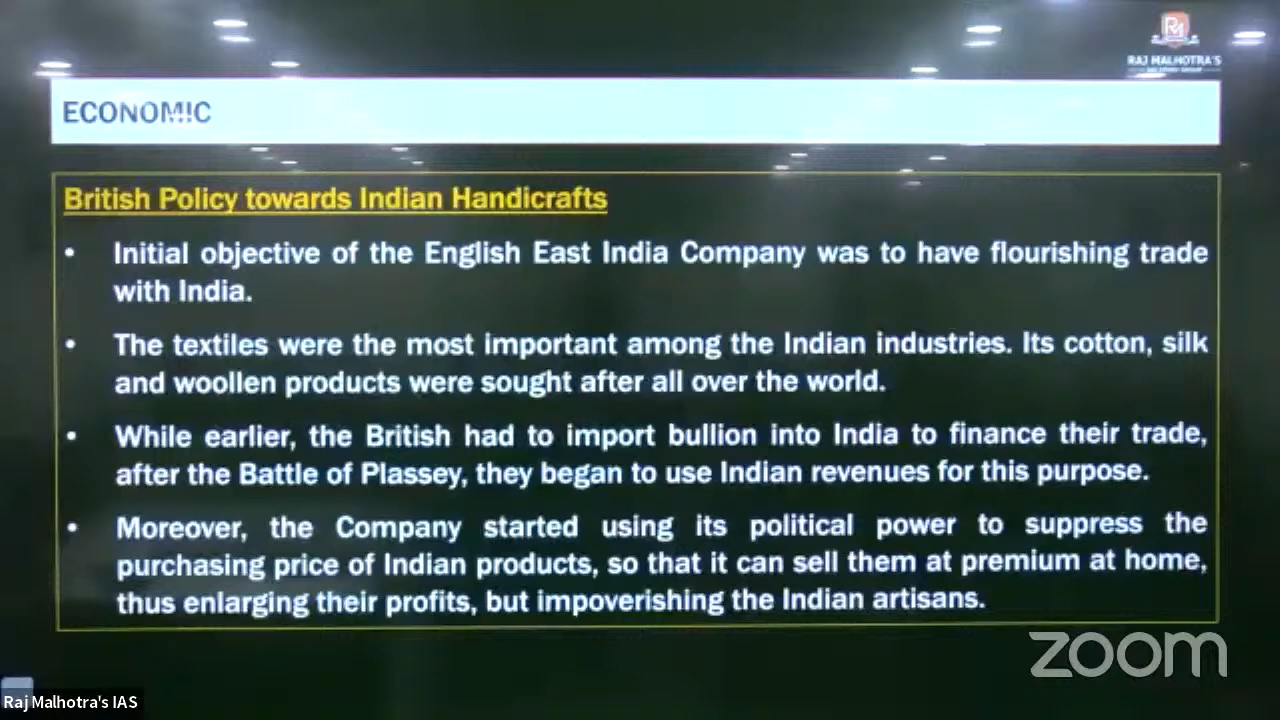 RAJ MALHOTRA'S
ECONOMIC
British Policy towards Indian Handicrafts
• Initial objective of the English East India Company was to have flourishing trade
with India.
• The textiles were the most important among the Indian industries. Its cotton, silk
and woollen products were sought after all over the world.
• While earlier, the British had to import bullion into India to finance their trade,
after the Battle of Plassey, they began to use Indian revenues for this purpose.
• Moreover, the Company started using its political power to suppress the
purchasing price of Indian products, so that it can sell them at premium at home,
thus enlarging their profits, but impoverishing the Indian artisans.
zoom
Raj Malhotra's IAS